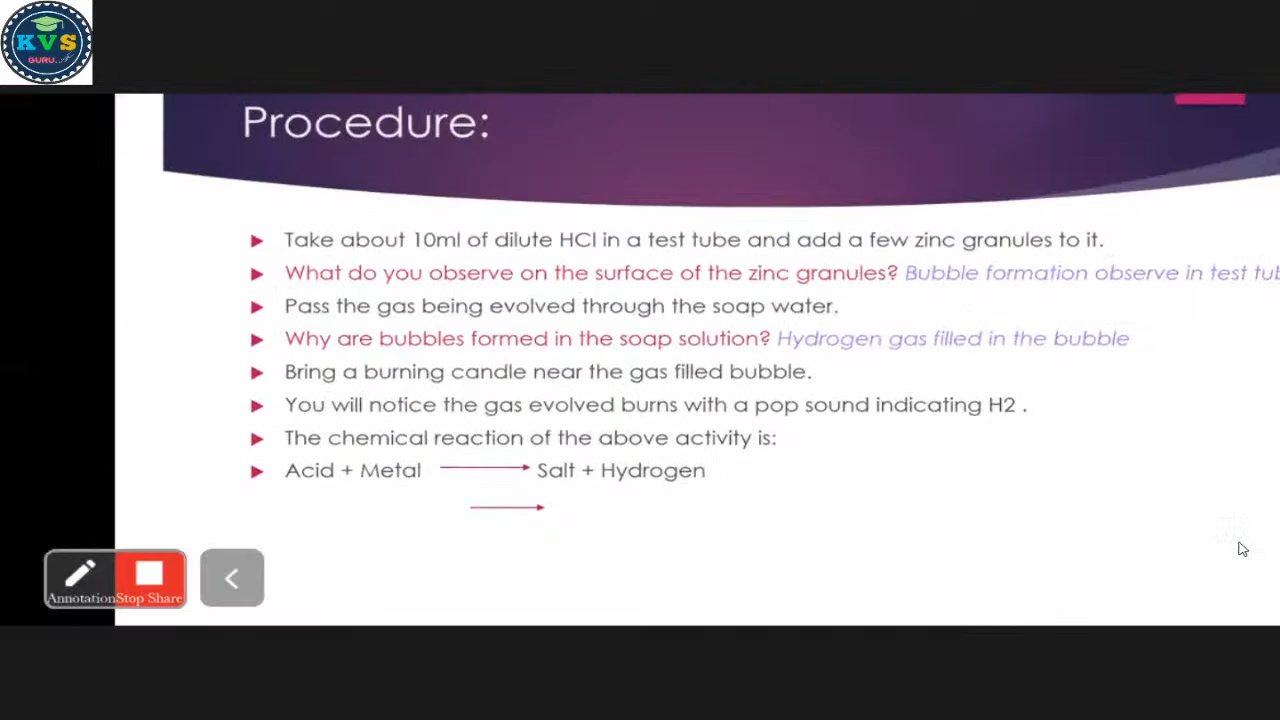 KVS
GURU..
Procedure:
Take about 10ml of dilute HCl in a test tube and add a few zinc granules to it.
What do you observe on the surface of the zinc granules? Bubble formation observe in test tub
Pass the gas being evolved through the soap water.
Why are bubbles formed in the soap solution? Hydrogen gas filled in the bubble
Bring a burning candle near the gas filled bubble.
You will notice the gas evolved burns with a pop sound indicating H2 .
The chemical reaction of the above activity is:
Acid + Metal Salt + Hydrogen
Annotation Stop Share